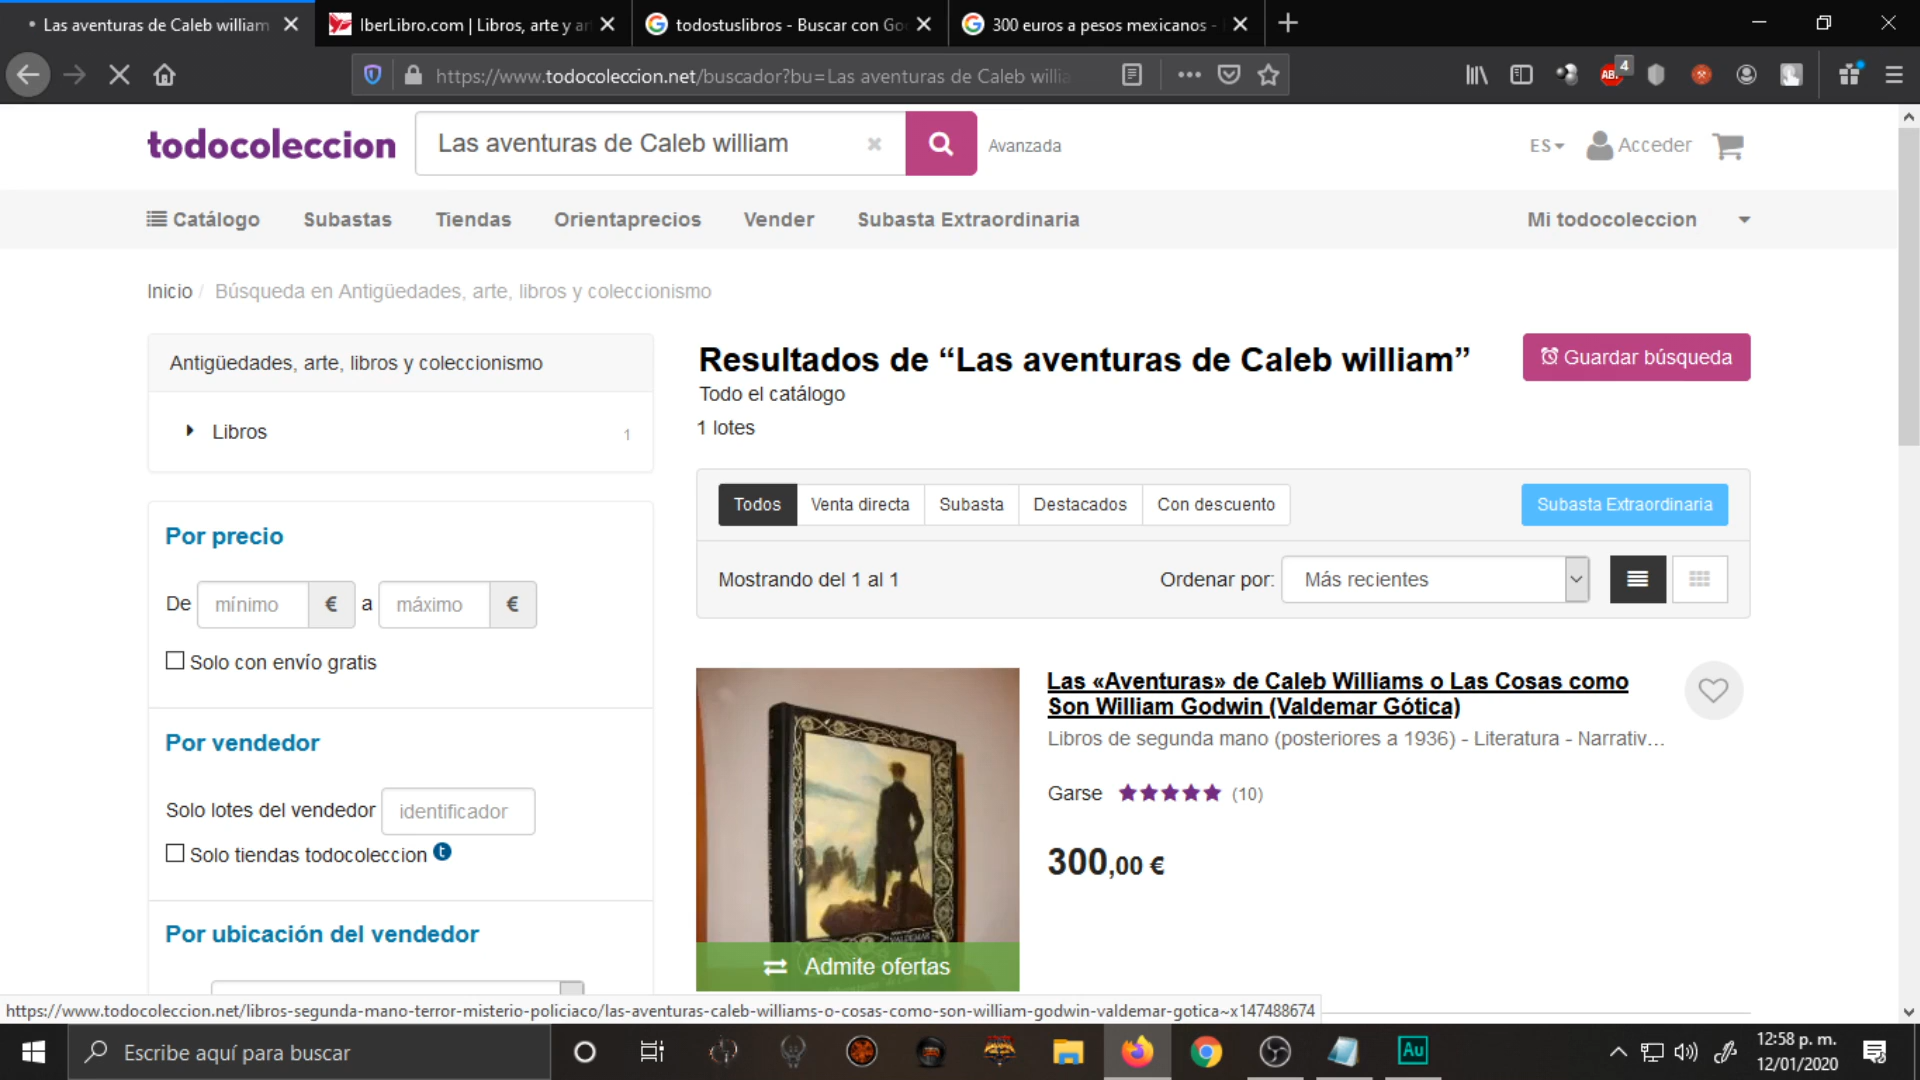 Las aventuras de Caleb william
IberLibro.com | Libros, arte y ar
todostuslibros - Buscar con Go
300 euros a pesos mexicanos -
https://www.todocoleccion.net/buscador?bu=Las aventuras de Caleb willia
ABP
4
todocoleccion
Las aventuras de Caleb william
Avanzada
ES
Acceder
Catálogo
Subastas
Tiendas
Orientaprecios
Vender
Subasta Extraordinaria
Mi todocoleccion
Inicio / Búsqueda en Antigüedades, arte, libros y coleccionismo
Antigüedades, arte, libros y coleccionismo
Libros
1
Resultados de “Las aventuras de Caleb william”
Guardar búsqueda
Todo el catálogo
1 lotes
Todos
Venta directa
Subasta
Destacados
Con descuento
Subasta Extraordinaria
Mostrando del 1 al 1
Ordenar por:
Más recientes
Por precio
De mínimo € a máximo €
Solo con envío gratis
Por vendedor
Solo lotes del vendedor identificador
Solo tiendas todocoleccion t
Por ubicación del vendedor
Las «Aventuras» de Caleb Williams o Las Cosas como
Son William Godwin (Valdemar Gótica)
Libros de segunda mano (posteriores a 1936) - Literatura - Narrativ...
Garse ★★★★★ (10)
300,00 €
VALDEMAR
Admite ofertas
https://www.todocoleccion.net/libros-segunda-mano-terror-misterio-policiaco/las-aventuras-caleb-williams-o-cosas-como-son-william-godwin-valdemar-gotica~x147488674
Escribe aquí para buscar
Au
12:58 p. m.
12/01/2020